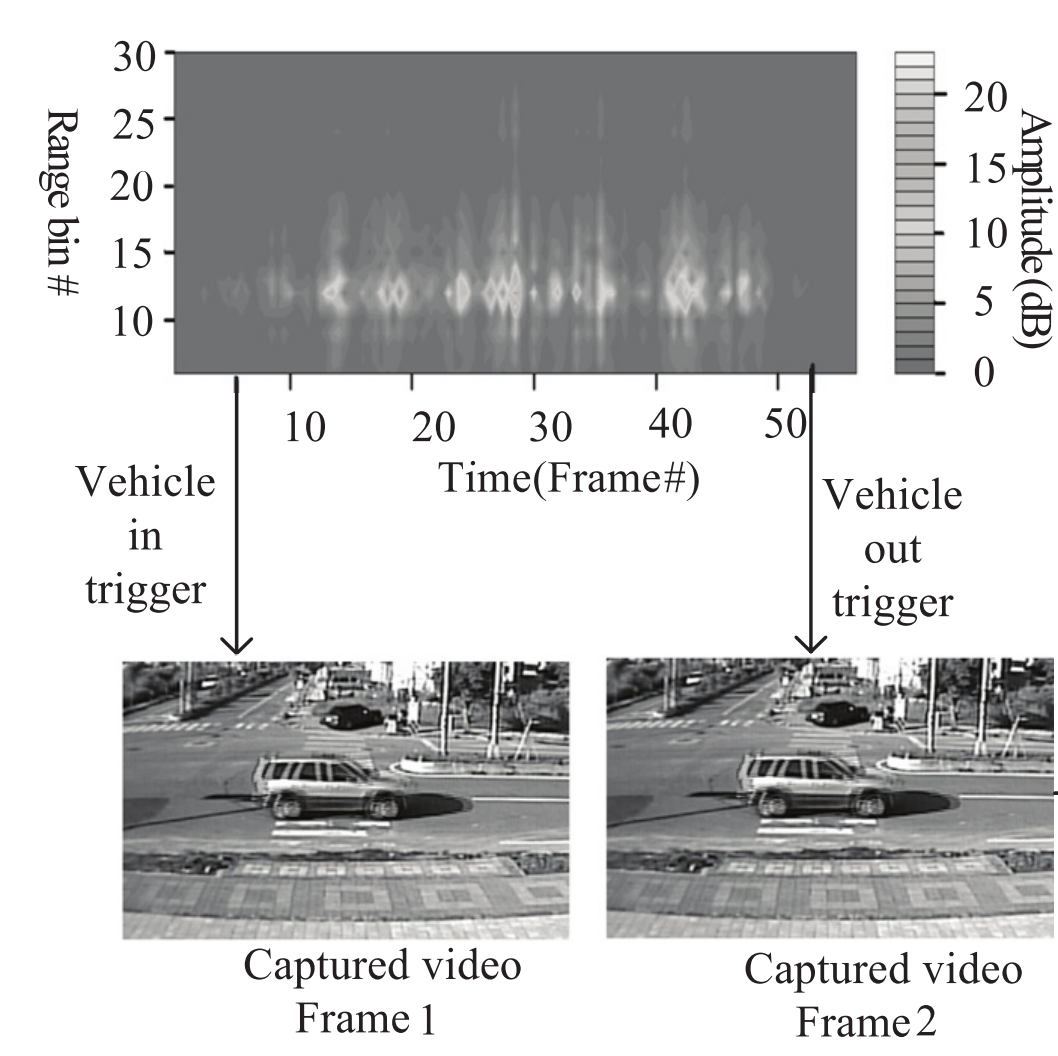 30
25
20
15
10
Range bin #
20
15
10
5
0
Amplitude(dB)
10 20 30 40 50
Time(Frame#)
Vehicle
in
trigger
Vehicle
out
trigger
Captured video
Frame 1
Captured video
Frame 2